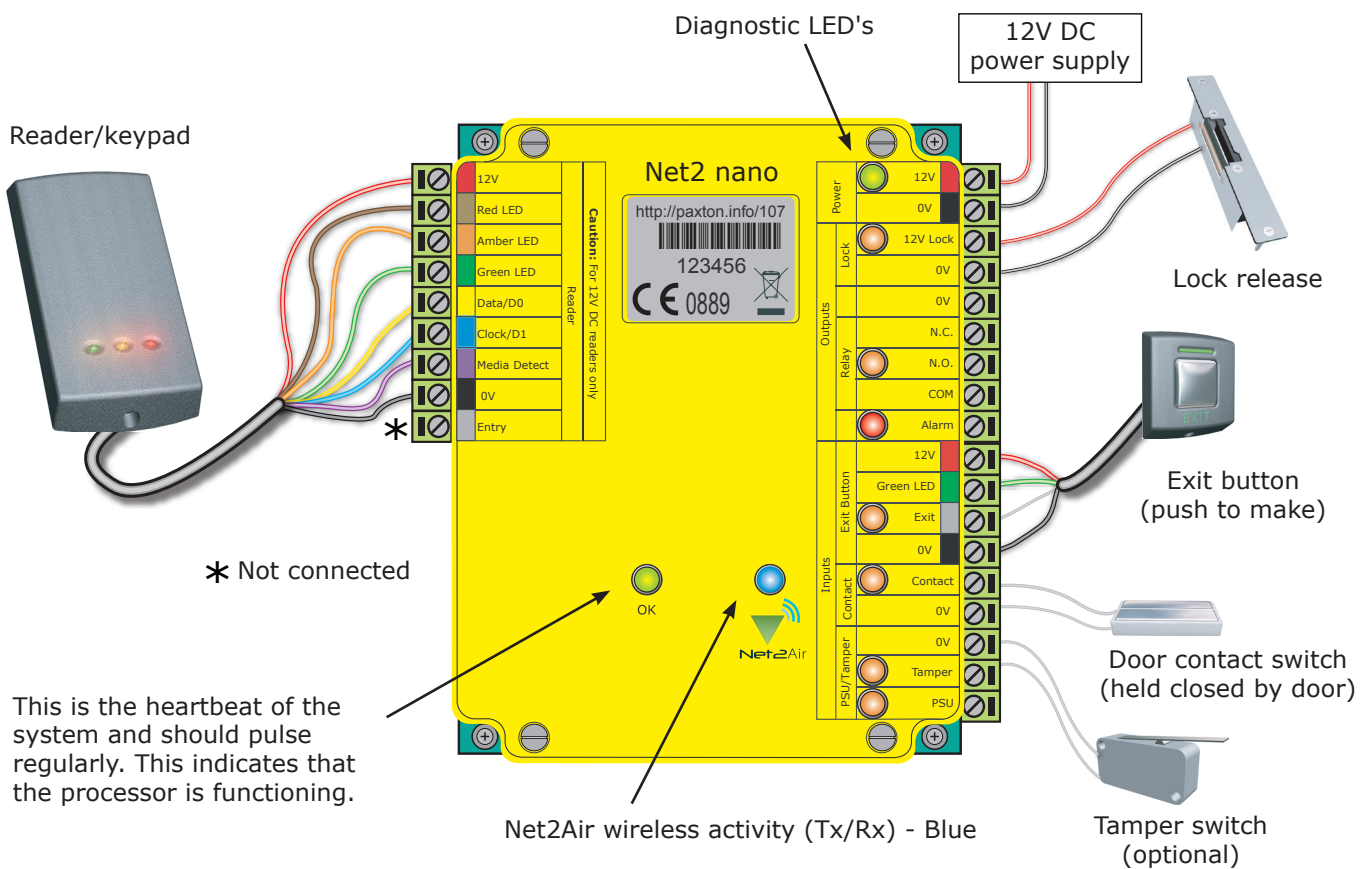 Diagnostic LED's
12V DC
power supply
Reader/keypad
Lock release
Net2 nano
http://paxton.info/107
123456
CE 0889
12V
Red LED
Amber LED
Green LED
Data/D0
Clock/D1
Media Detect
0V
Entry
Reader
Caution: For 12V DC readers only
*
* Not connected
Power
12V
0V
Outputs
Lock
12V Lock
0V
Relay
0V
N.C.
N.O.
COM
Alarm
Inputs
Exit Button
12V
Green LED
Exit
0V
Contact
Contact
0V
PSU/Tamper
0V
Tamper
PSU
EXIT
Exit button
(push to make)
OK
Net2Air
Door contact switch
(held closed by door)
This is the heartbeat of the
system and should pulse
regularly. This indicates that
the processor is functioning.
Net2Air wireless activity (Tx/Rx) - Blue
Tamper switch
(optional)